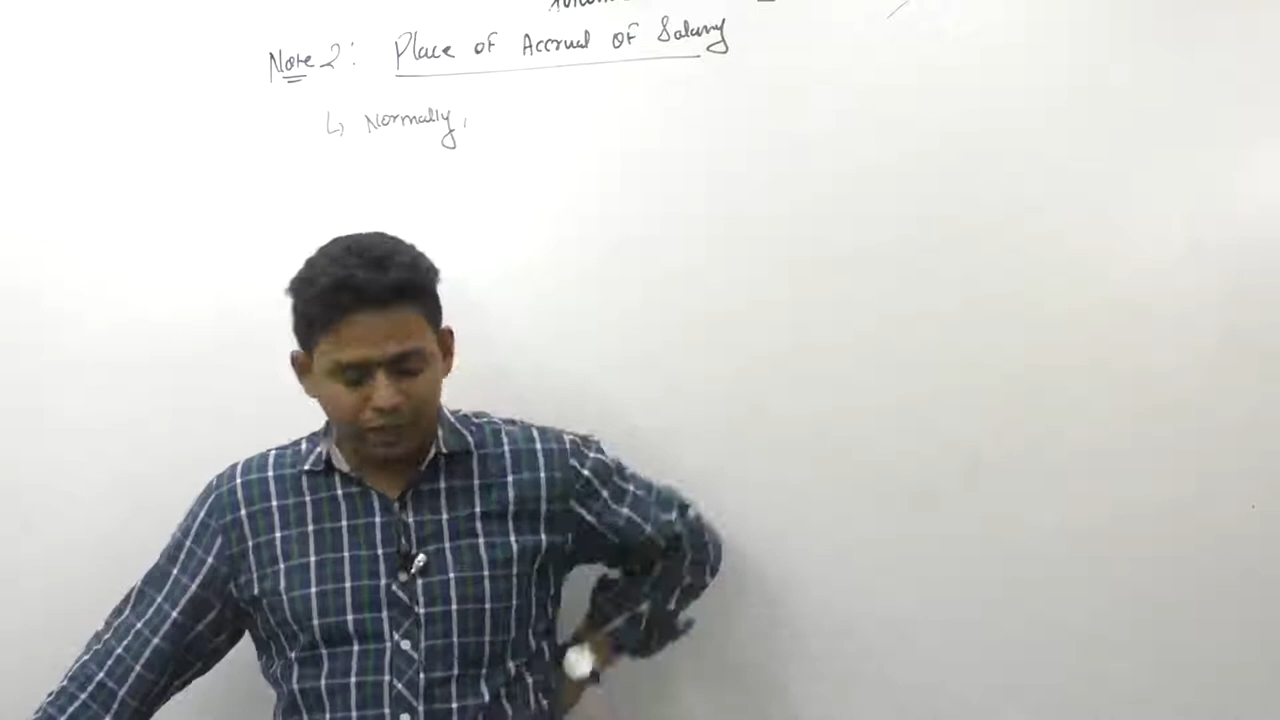 Note 2: Place of Accrual of Salary
↳ Normally,